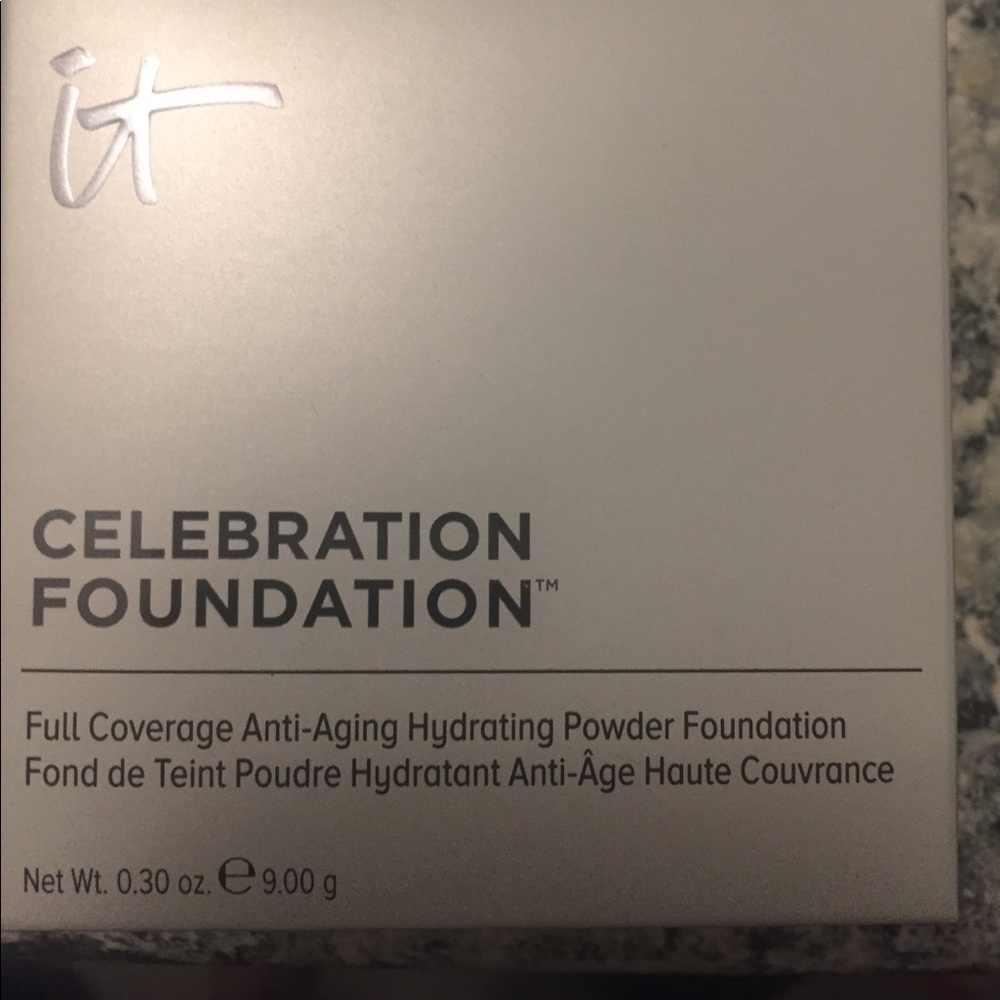 it
CELEBRATION
FOUNDATION™
Full Coverage Anti-Aging Hydrating Powder Foundation
Fond de Teint Poudre Hydratant Anti-Âge Haute Couvrance
Net Wt. 0.30 oz. ℮ 9.00 g